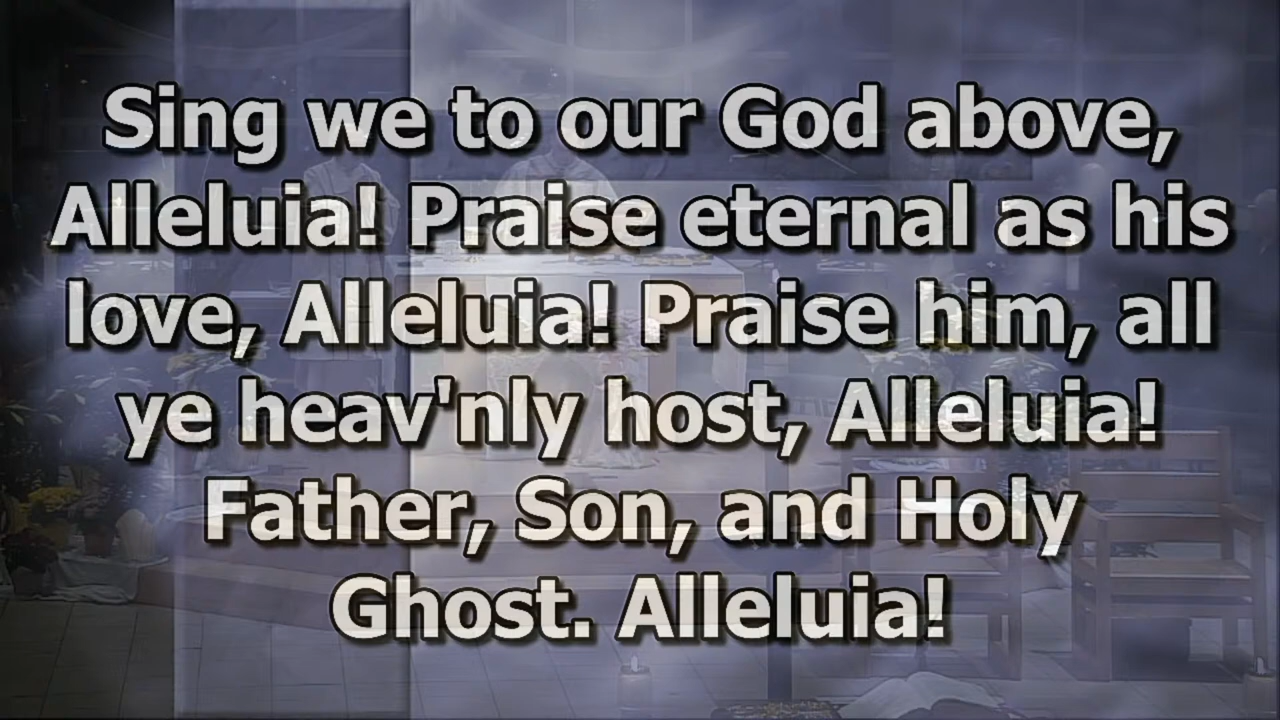 Sing we to our God above,
Alleluia! Praise eternal as his
love, Alleluia! Praise him, all
ye heav'nly host, Alleluia!
Father, Son, and Holy
Ghost. Alleluia!